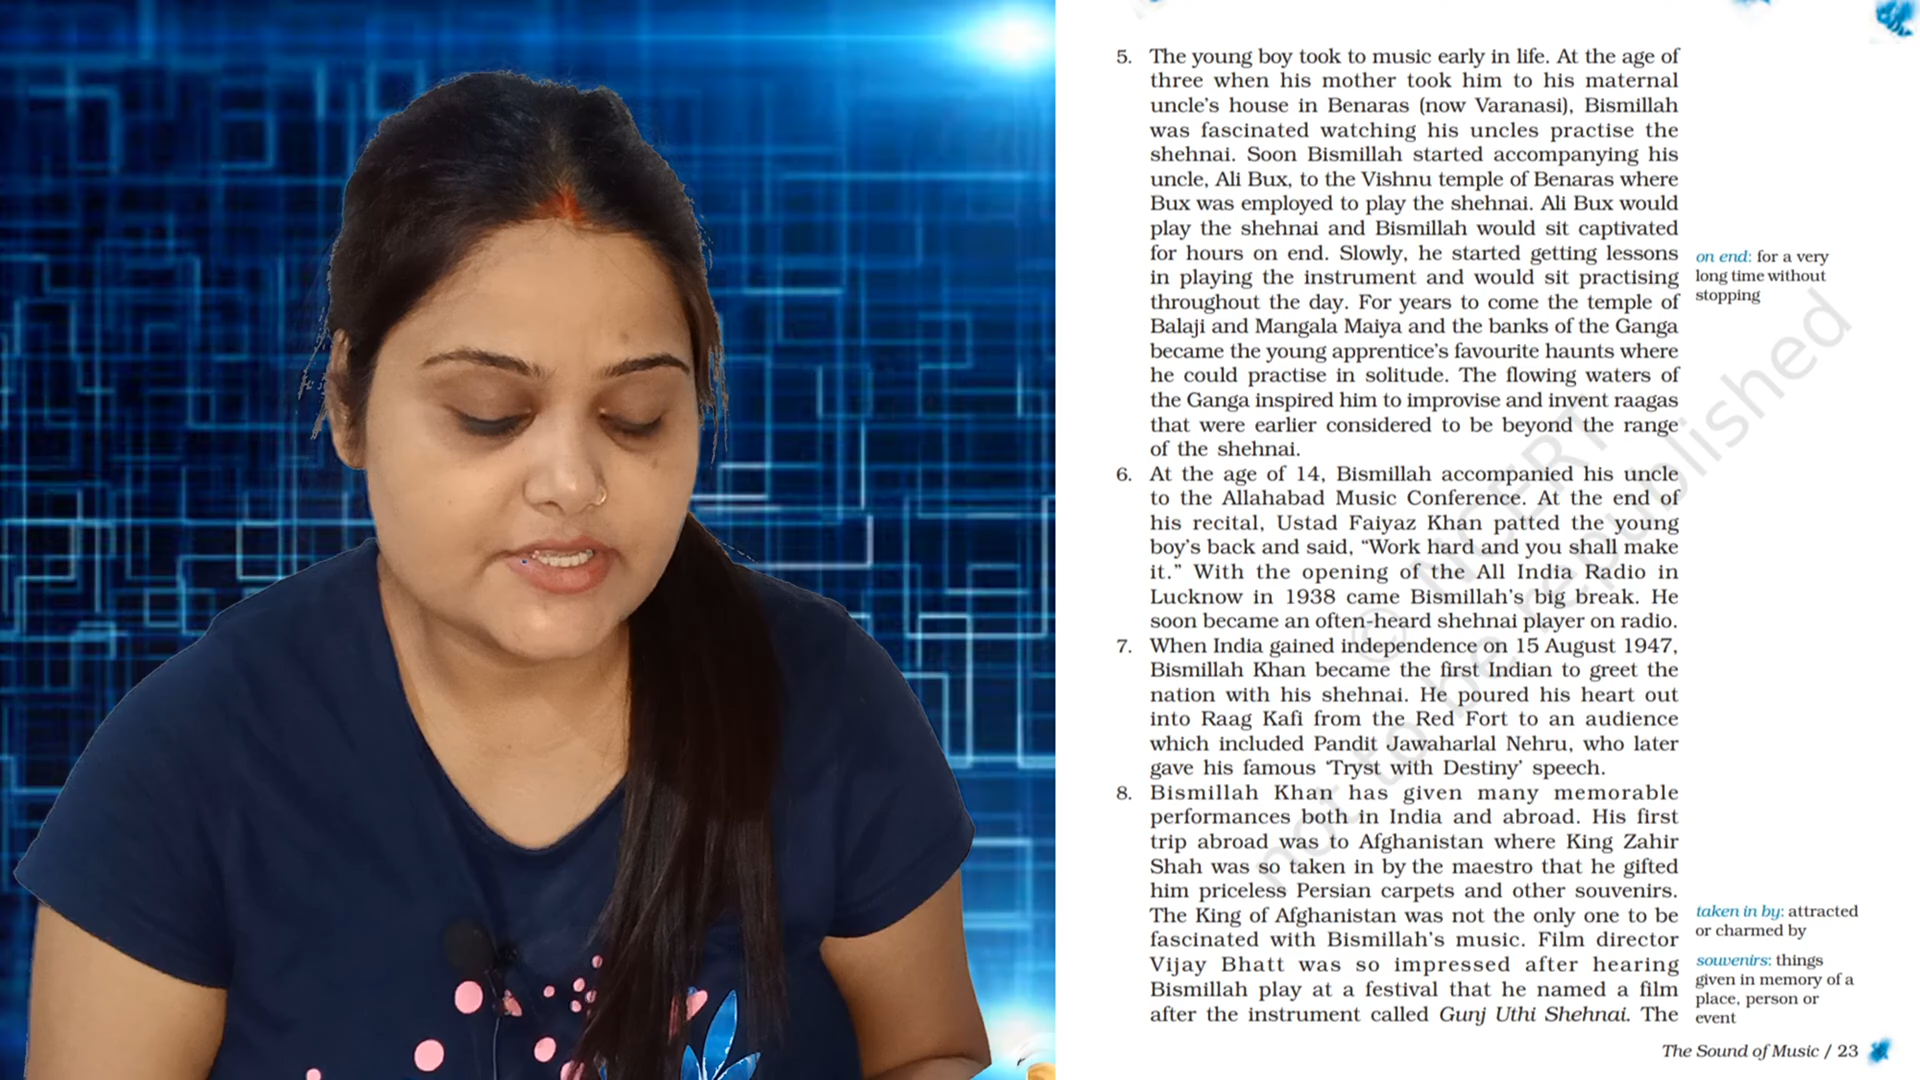 5. The young boy took to music early in life. At the age of
three when his mother took him to his maternal
uncle's house in Benaras (now Varanasi), Bismillah
was fascinated watching his uncles practise the
shehnai. Soon Bismillah started accompanying his
uncle, Ali Bux, to the Vishnu temple of Benaras where
Bux was employed to play the shehnai. Ali Bux would
play the shehnai and Bismillah would sit captivated
for hours on end. Slowly, he started getting lessons
in playing the instrument and would sit practising
throughout the day. For years to come the temple of
Balaji and Mangala Maiya and the banks of the Ganga
became the young apprentice's favourite haunts where
he could practise in solitude. The flowing waters of
the Ganga inspired him to improvise and invent raagas
that were earlier considered to be beyond the range
of the shehnai.
on end: for a very
long time without
stopping
6. At the age of 14, Bismillah accompanied his uncle
to the Allahabad Music Conference. At the end of
his recital, Ustad Faiyaz Khan patted the young
boy's back and said, “Work hard and you shall make
it.” With the opening of the All India Radio in
Lucknow in 1938 came Bismillah's big break. He
soon became an often-heard shehnai player on radio.
7. When India gained independence on 15 August 1947,
Bismillah Khan became the first Indian to greet the
nation with his shehnai. He poured his heart out
into Raag Kafi from the Red Fort to an audience
which included Pandit Jawaharlal Nehru, who later
gave his famous ‘Tryst with Destiny’ speech.
8. Bismillah Khan has given many memorable
performances both in India and abroad. His first
trip abroad was to Afghanistan where King Zahir
Shah was so taken in by the maestro that he gifted
him priceless Persian carpets and other souvenirs.
The King of Afghanistan was not the only one to be
fascinated with Bismillah's music. Film director
Vijay Bhatt was so impressed after hearing
Bismillah play at a festival that he named a film
after the instrument called Gunj Uthi Shehnai. The
taken in by: attracted
or charmed by
souvenirs: things
given in memory of a
place, person or
event
The Sound of Music / 23
© NCERT
not to be republished